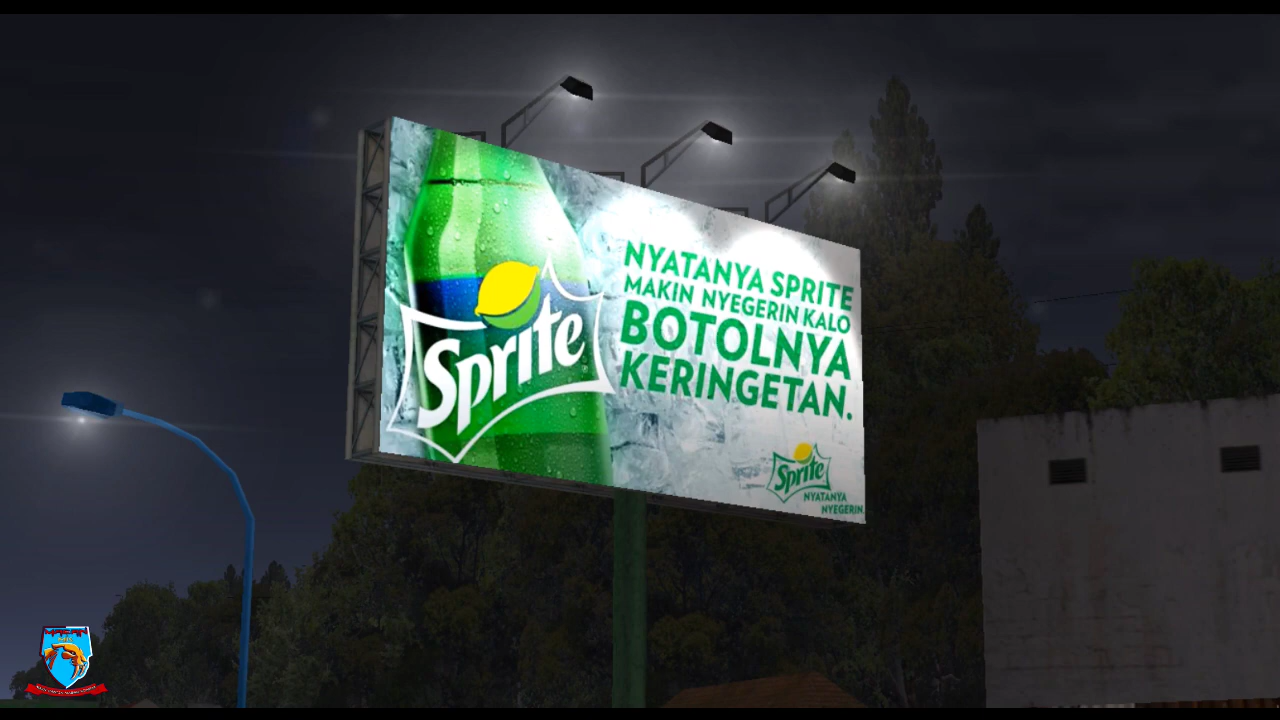 NYATANYA SPRITE
MAKIN NYEGERIN KALO
BOTOLNYA
KERINGETAN.
Sprite
Sprite
NYATANYA
NYEGERIN